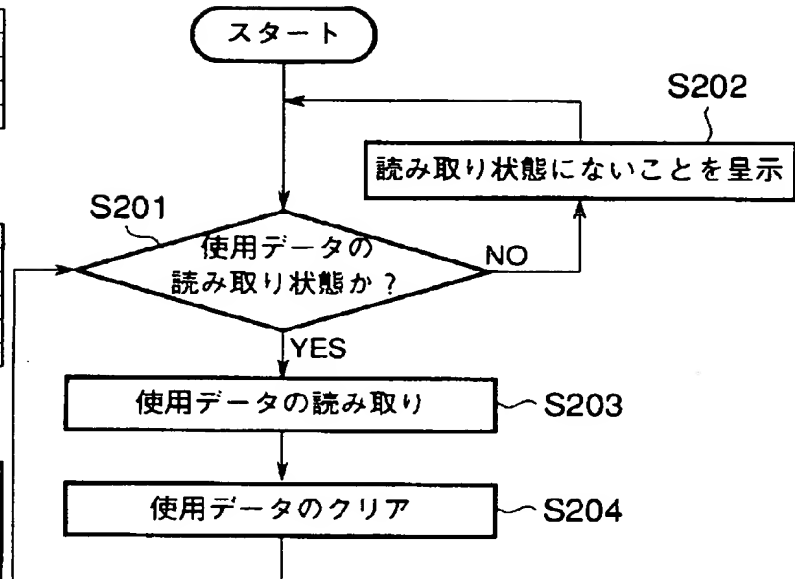 スタート
S202
読み取り状態にないことを呈示
S201
使用データの
読み取り状態か?
NO
YES
使用データの読み取り
S203
使用データのクリア
S204